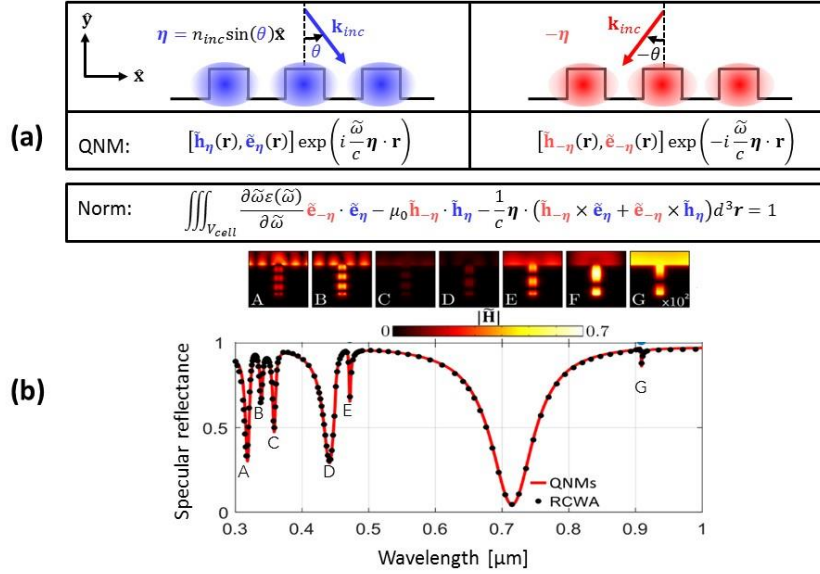 ŷ
x̂
η = n_inc sin(θ)x̂
k_inc
θ
−η
k_inc
−θ
(a)
QNM:
[h̃_η(r), ẽ_η(r)] exp(i ω̃/c η · r)
[h̃_−η(r), ẽ_−η(r)] exp(−i ω̃/c η · r)
Norm:
∭_V_cell ∂ω̃ε(ω̃)/∂ω̃ ẽ_−η · ẽ_η − μ₀h̃_−η · h̃_η − 1/c η · (h̃_−η × ẽ_η + ẽ_−η × h̃_η)d³r = 1
A B C D E F G ×10²
|H̃|
0 0.7
(b)
Specular reflectance
1
0.5
0
A
B
C
D
E
G
QNMs
RCWA
0.3 0.4 0.5 0.6 0.7 0.8 0.9 1
Wavelength [μm]